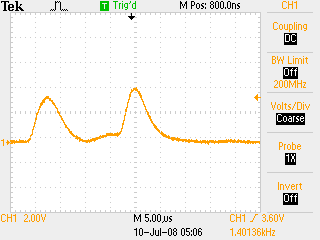 Tek Trig'd M Pos: 800.0ns CH1
Coupling
DC
BW Limit
Off
200MHz
Volts/Div
Coarse
Probe
1X
Invert
Off
CH1 2.00V M 5.00µs CH1 3.60V
10-Jul-08 05:06 1.40136kHz